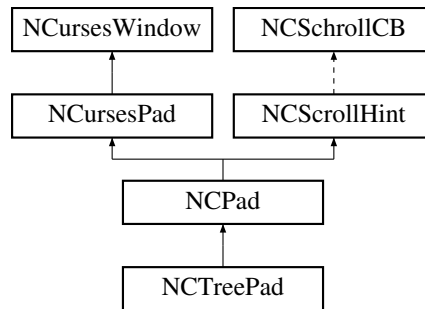 NCursesWindow
NCSchrollCB
NCursesPad
NCScrollHint
NCPad
NCTreePad